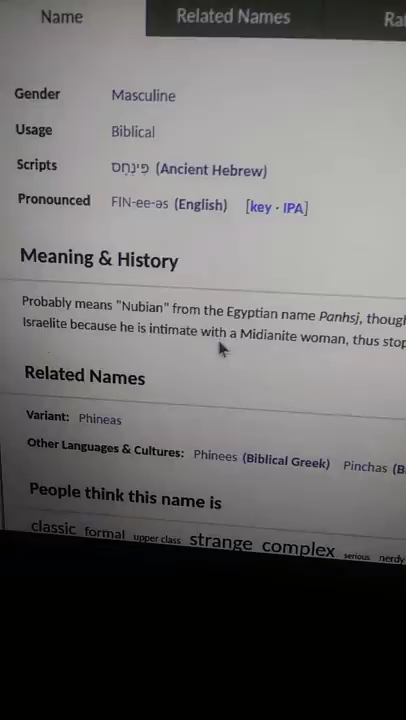 Name Related Names
Gender Masculine
Usage Biblical
Scripts פִּינְחָס (Ancient Hebrew)
Pronounced FIN-ee-əs (English) [key · IPA]
Meaning & History
Probably means "Nubian" from the Egyptian name Panhsj, though
Israelite because he is intimate with a Midianite woman, thus
Related Names
Variant: Phineas
Other Languages & Cultures: Phinees (Biblical Greek) Pinchas
People think this name is
classic formal upper class strange complex serious nerdy